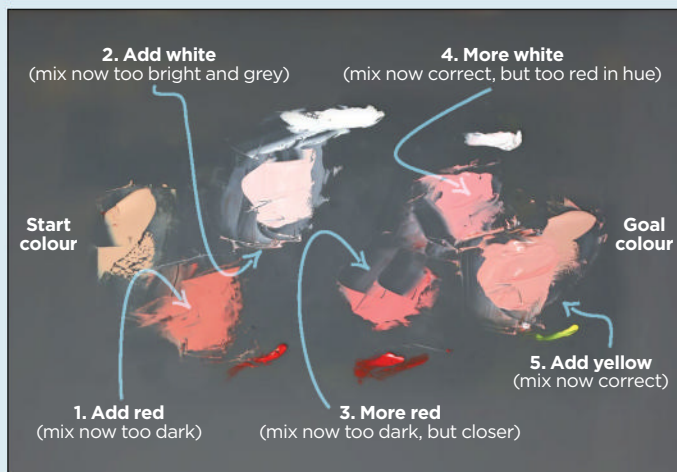 2. Add white
(mix now too bright and grey)
4. More white
(mix now correct, but too red in hue)
Start
colour
Goal
colour
5. Add yellow
(mix now correct)
1. Add red
(mix now too dark)
3. More red
(mix now too dark, but closer)